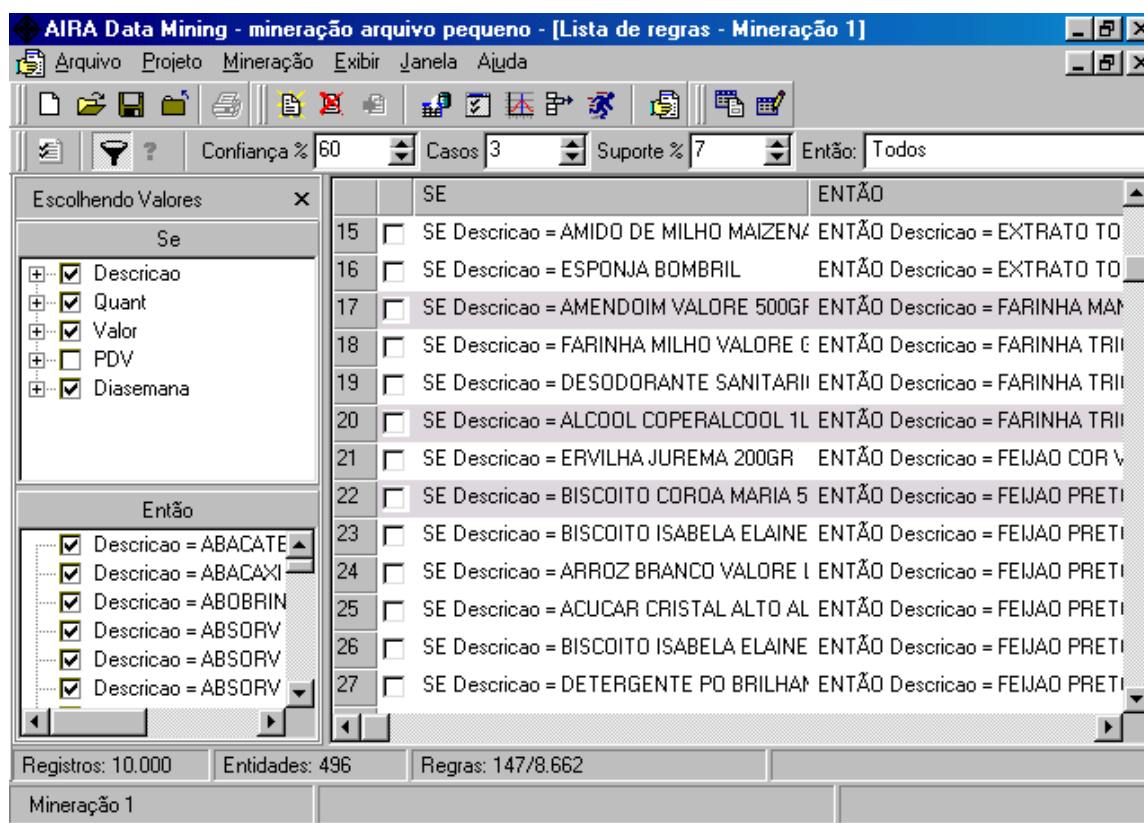 AIRA Data Mining - mineração arquivo pequeno - [Lista de regras - Mineração 1]
Arquivo Projeto Mineração Exibir Janela Ajuda
Confiança % 60 Casos 3 Suporte % 7 Então: Todos
Escolhendo Valores
Se
Descricao
Quant
Valor
PDV
Diasemana
Então
Descricao = ABACATE
Descricao = ABACAXI
Descricao = ABOBRIN
Descricao = ABSORV
Descricao = ABSORV
Descricao = ABSORV
SE ENTÃO
15 SE Descricao = AMIDO DE MILHO MAIZENA ENTÃO Descricao = EXTRATO TO
16 SE Descricao = ESPONJA BOMBRIL ENTÃO Descricao = EXTRATO TO
17 SE Descricao = AMENDOIM VALORE 500GR ENTÃO Descricao = FARINHA MAN
18 SE Descricao = FARINHA MILHO VALORE ENTÃO Descricao = FARINHA TRI
19 SE Descricao = DESODORANTE SANITARI ENTÃO Descricao = FARINHA TRI
20 SE Descricao = ALCOOL COPERALCOOL 1L ENTÃO Descricao = FARINHA TRI
21 SE Descricao = ERVILHA JUREMA 200GR ENTÃO Descricao = FEIJAO COR V
22 SE Descricao = BISCOITO COROA MARIA 5 ENTÃO Descricao = FEIJAO PRET
23 SE Descricao = BISCOITO ISABELA ELAINE ENTÃO Descricao = FEIJAO PRET
24 SE Descricao = ARROZ BRANCO VALORE ENTÃO Descricao = FEIJAO PRET
25 SE Descricao = ACUCAR CRISTAL ALTO AL ENTÃO Descricao = FEIJAO PRET
26 SE Descricao = BISCOITO ISABELA ELAINE ENTÃO Descricao = FEIJAO PRET
27 SE Descricao = DETERGENTE PO BRILHAN ENTÃO Descricao = FEIJAO PRET
Registros: 10.000 Entidades: 496 Regras: 147/8.662
Mineração 1